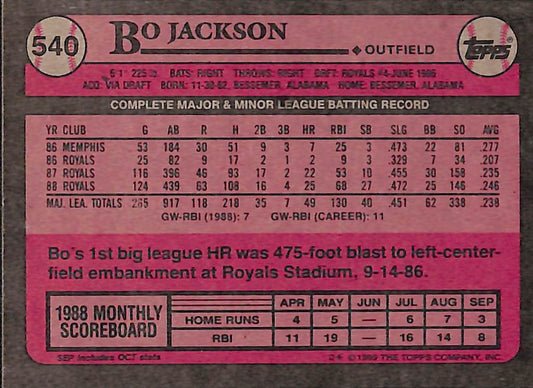 540
BO JACKSON
OUTFIELD
TOPPS
6'1" 225 BATS: RIGHT THROWS: RIGHT DRFT: ROYALS #4-JUNE 1986
ACQ: VIA DRAFT BORN: 11-30-62, BESSEMER, ALABAMA HOME: BESSEMER, ALABAMA
COMPLETE MAJOR & MINOR LEAGUE BATTING RECORD
YR CLUB G AB R H 2B 3B HR RBI SB SLG BB SO AVG
86 MEMPHIS 53 184 30 51 9 3 7 25 3 .473 22 81 .277
86 ROYALS 25 82 9 17 2 1 2 9 3 .329 7 34 .207
87 ROYALS 116 396 46 93 17 2 22 53 10 .455 30 158 .235
88 ROYALS 124 439 63 108 16 4 25 68 27 .472 25 146 .246
MAJ. LEA. TOTALS 265 917 118 218 35 7 49 130 40 .451 62 338 .238
GW-RBI (1988): 7 GW-RBI (CAREER): 11
Bo's 1st big league HR was 475-foot blast to left-center-
field embankment at Royals Stadium, 9-14-86.
1988 MONTHLY SCOREBOARD
APR MAY JUN JUL AUG SEP
HOME RUNS 4 5 — 6 7 3
RBI 11 19 — 16 14 8
SEP includes OCT stats
© 1989 THE TOPPS COMPANY, INC.